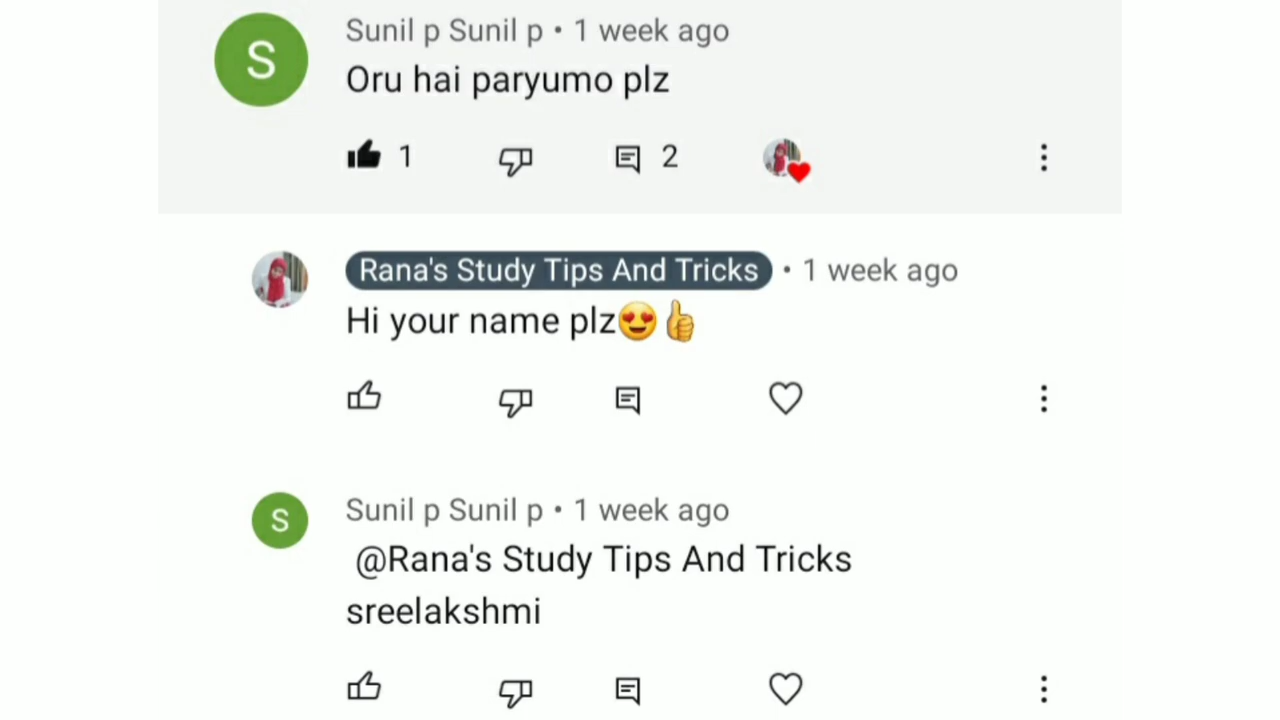 S
Sunil p Sunil p • 1 week ago
Oru hai paryumo plz
1 2
Rana's Study Tips And Tricks • 1 week ago
Hi your name plz😍👍
S
Sunil p Sunil p • 1 week ago
@Rana's Study Tips And Tricks
sreelakshmi